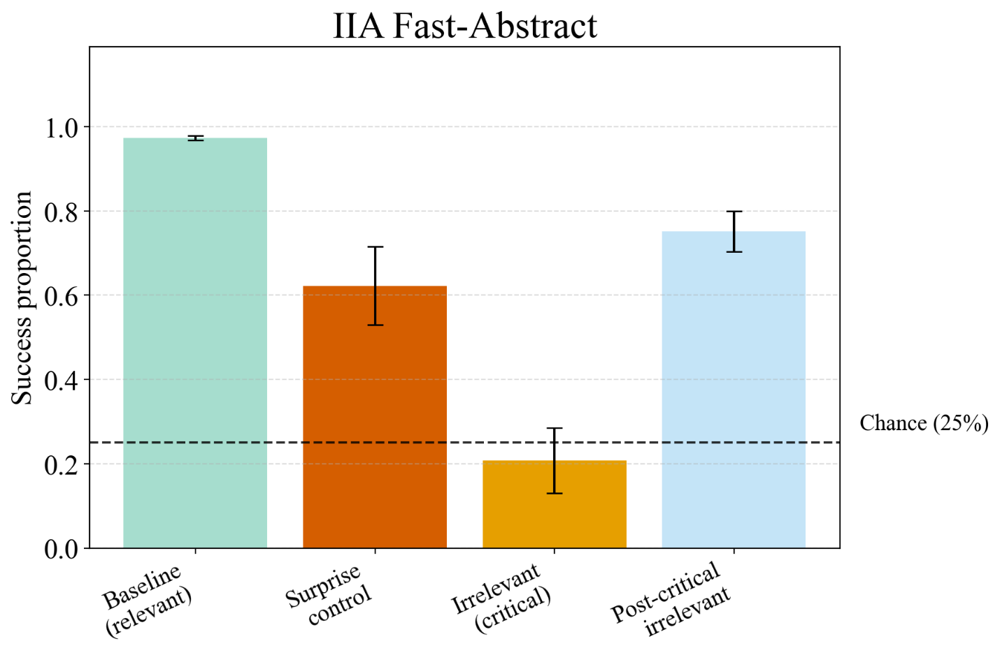 IIA Fast-Abstract
Success proportion
1.0
0.8
0.6
0.4
0.2
0.0
Chance (25%)
Baseline
(relevant)
Surprise
control
Irrelevant
(critical)
Post-critical
irrelevant